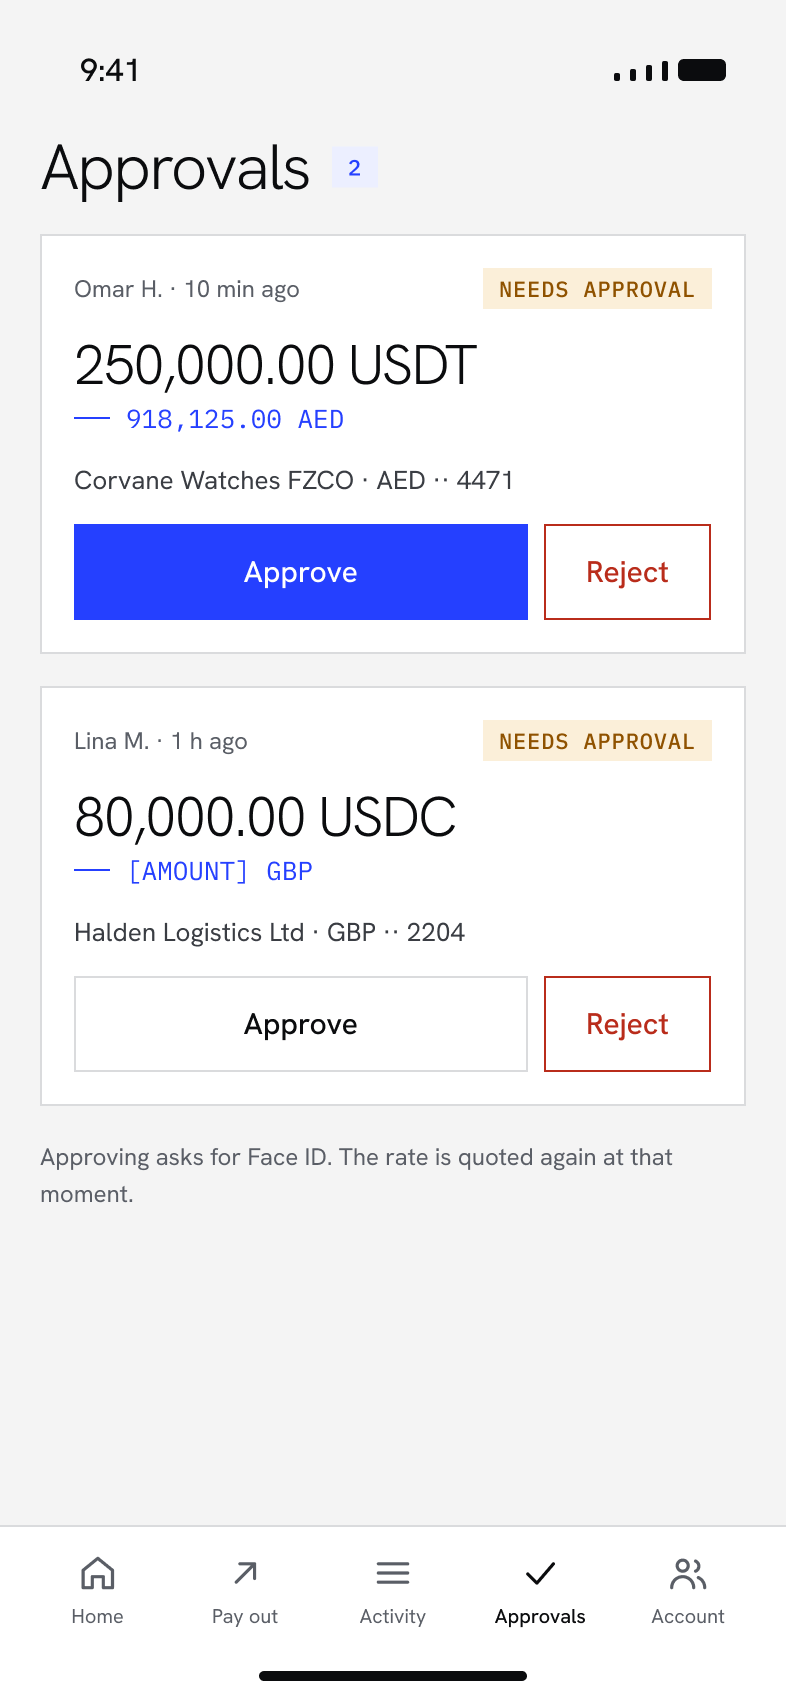 9:41
Approvals 2
Omar H. · 10 min ago NEEDS APPROVAL
250,000.00 USDT
918,125.00 AED
Corvane Watches FZCO · AED ·· 4471
Approve Reject
Lina M. · 1 h ago NEEDS APPROVAL
80,000.00 USDC
[AMOUNT] GBP
Halden Logistics Ltd · GBP ·· 2204
Approve Reject
Approving asks for Face ID. The rate is quoted again at that
moment.
Home Pay out Activity Approvals Account